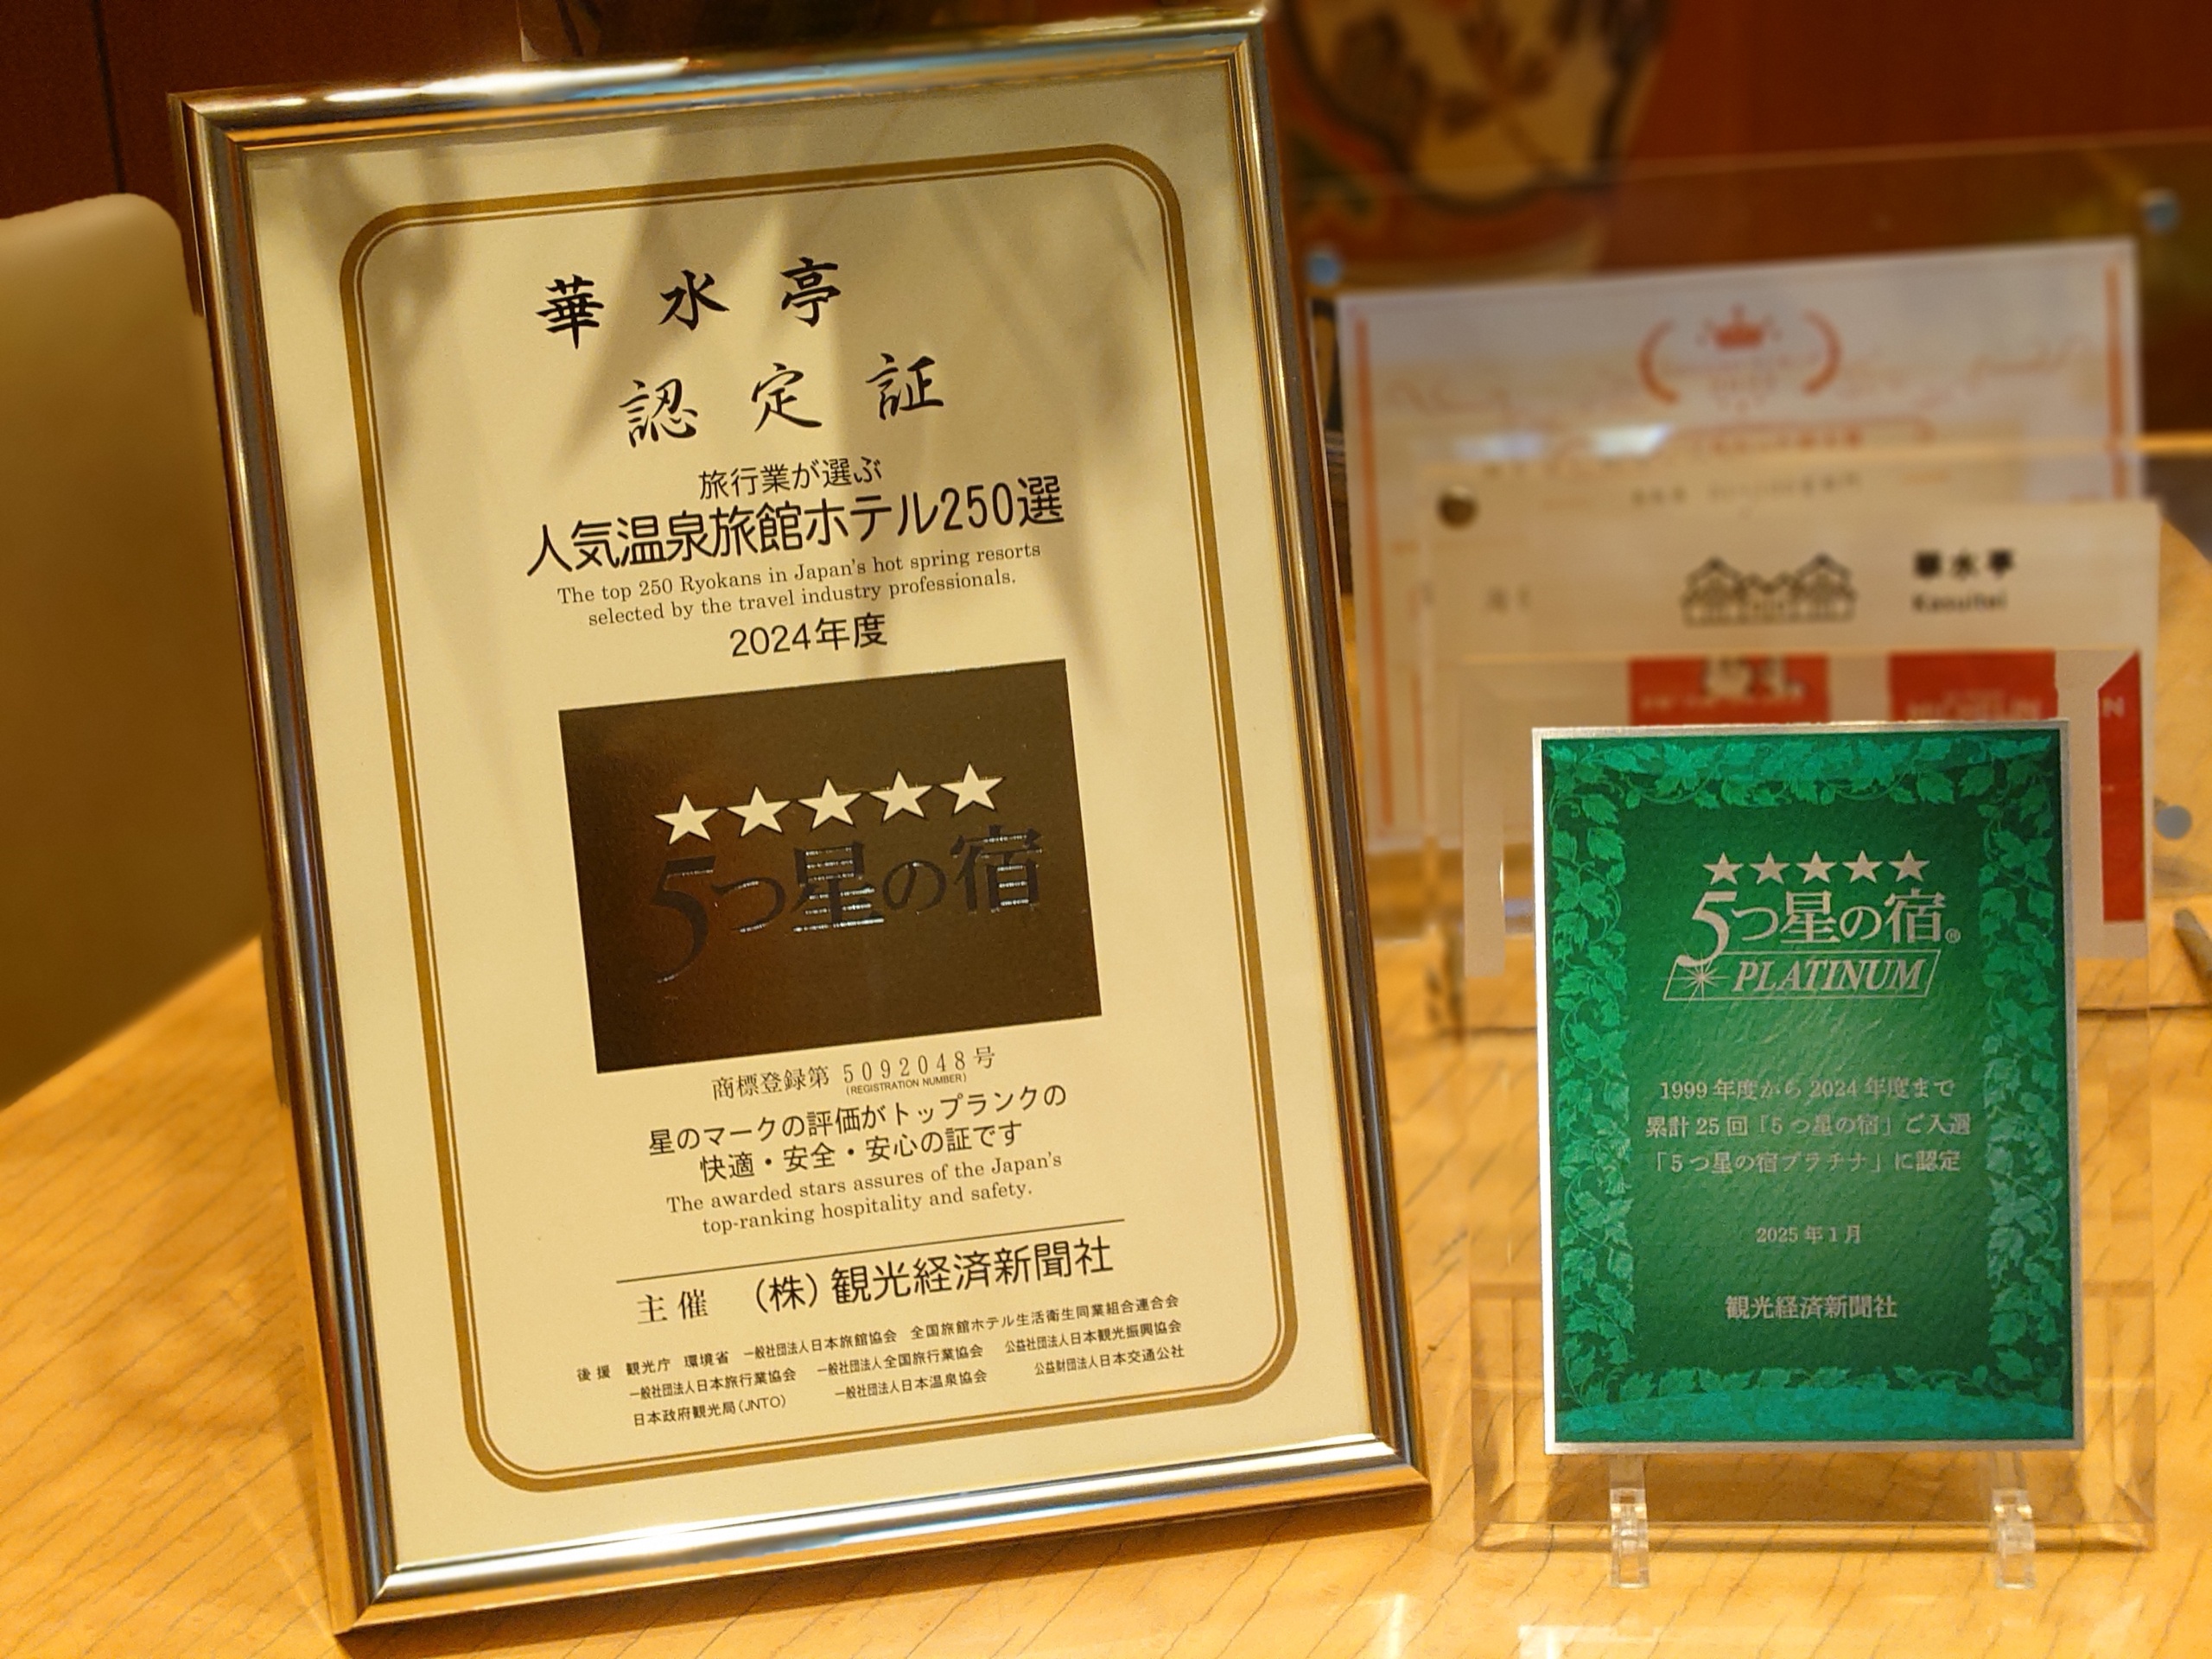 華水亭
認定証
旅行業が選ぶ
人気温泉旅館ホテル250選
The top 250 Ryokans in Japan's hot spring resorts
selected by the travel industry professionals.
2024年度
★★★★★
5つ星の宿
商標登録第 5092048号
(REGISTRATION NUMBER)
星のマークの評価がトップランクの
快適・安全・安心の証です
The awarded stars assures of the Japan's
top-ranking hospitality and safety.
主催 (株)観光経済新聞社
後援 観光庁 環境省 一般社団法人日本旅館協会 全国旅館ホテル生活衛生同業組合連合会
一般社団法人日本旅行業協会 一般社団法人全国旅行業協会 公益社団法人日本観光振興協会
日本政府観光局(JNTO) 一般社団法人日本温泉協会 公益財団法人日本交通公社
華水亭
Kasuitei
MICHELIN
★★★★★
5つ星の宿®
PLATINUM
1999年度から2024年度まで
累計25回「5つ星の宿」ご入選
「5つ星の宿プラチナ」に認定
2025年1月
観光経済新聞社